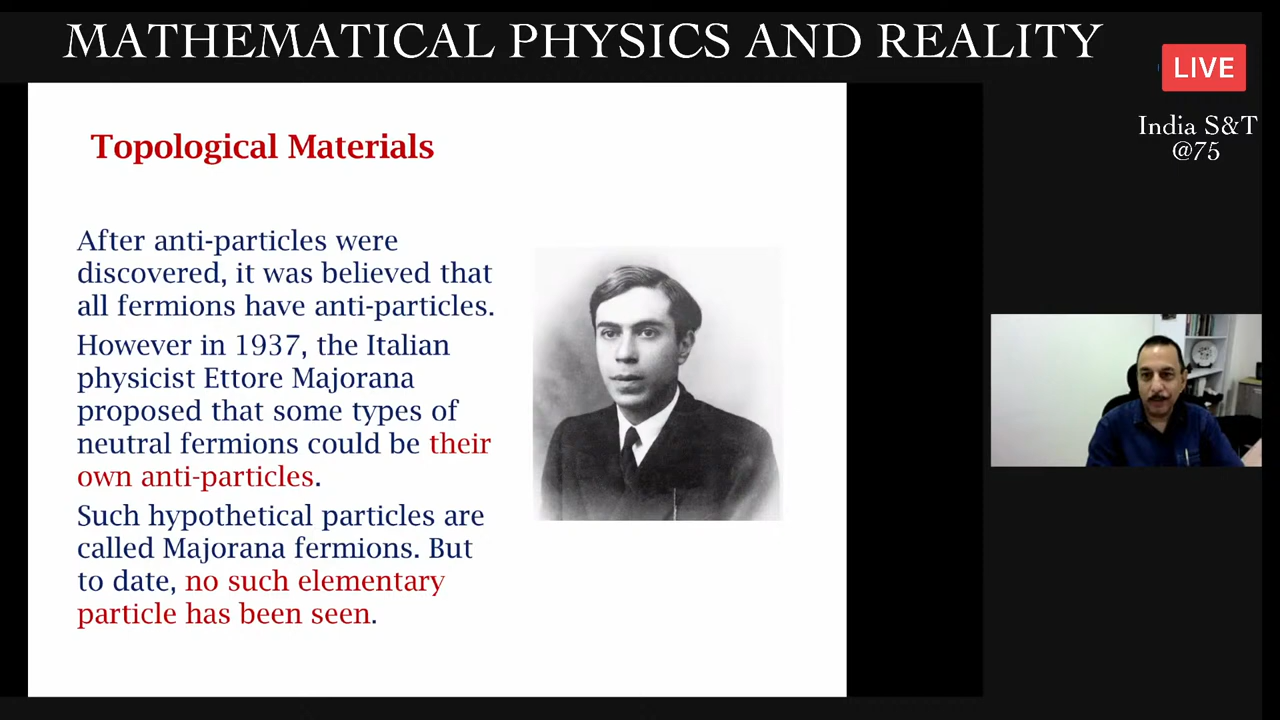 MATHEMATICAL PHYSICS AND REALITY
LIVE
India S&T
@75
Topological Materials
After anti-particles were
discovered, it was believed that
all fermions have anti-particles.
However in 1937, the Italian
physicist Ettore Majorana
proposed that some types of
neutral fermions could be their
own anti-particles.
Such hypothetical particles are
called Majorana fermions. But
to date, no such elementary
particle has been seen.